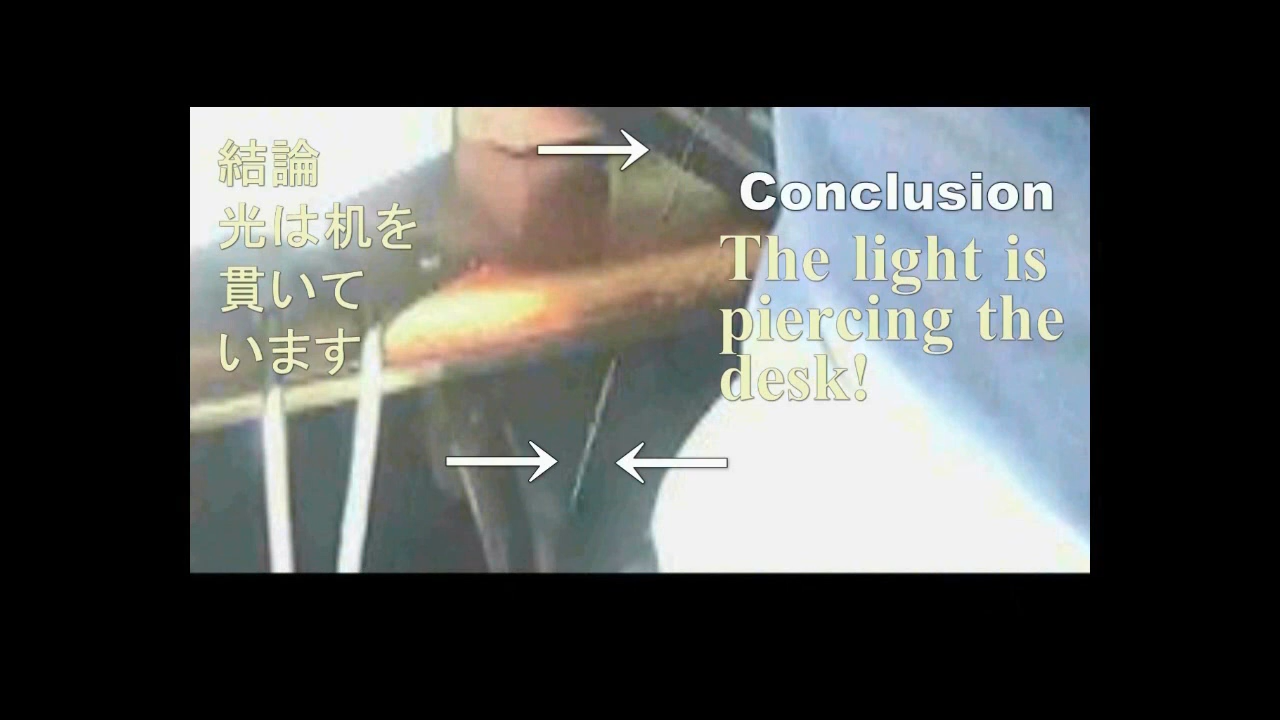 結論
光は机を
貫いて
います
Conclusion
The light is
piercing the
desk!